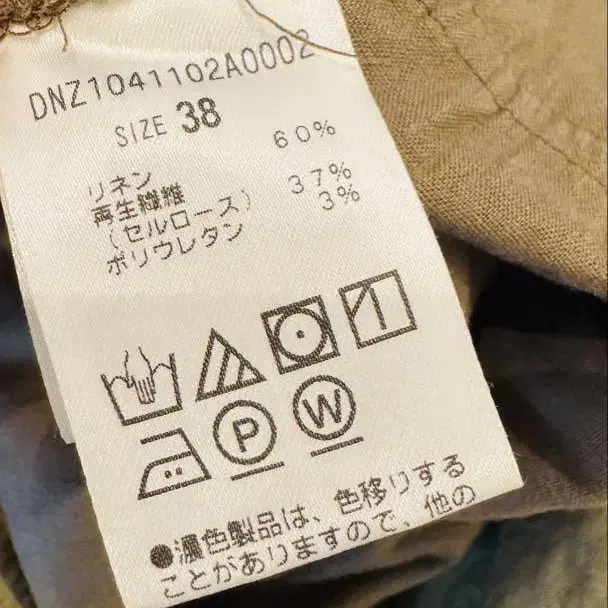 DNZ1041102A0002
SIZE 38
リネン 60%
再生繊維 37%
(セルロース)
ポリウレタン 3%
P W
●濃色製品は、色移りする
ことがありますので、他の